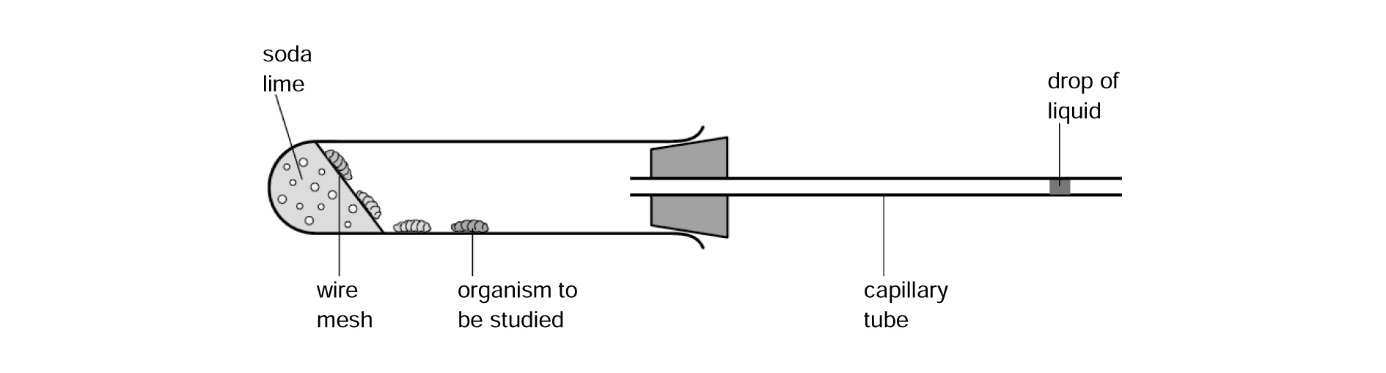 soda
lime
drop of
liquid
wire
mesh
organism to
be studied
capillary
tube